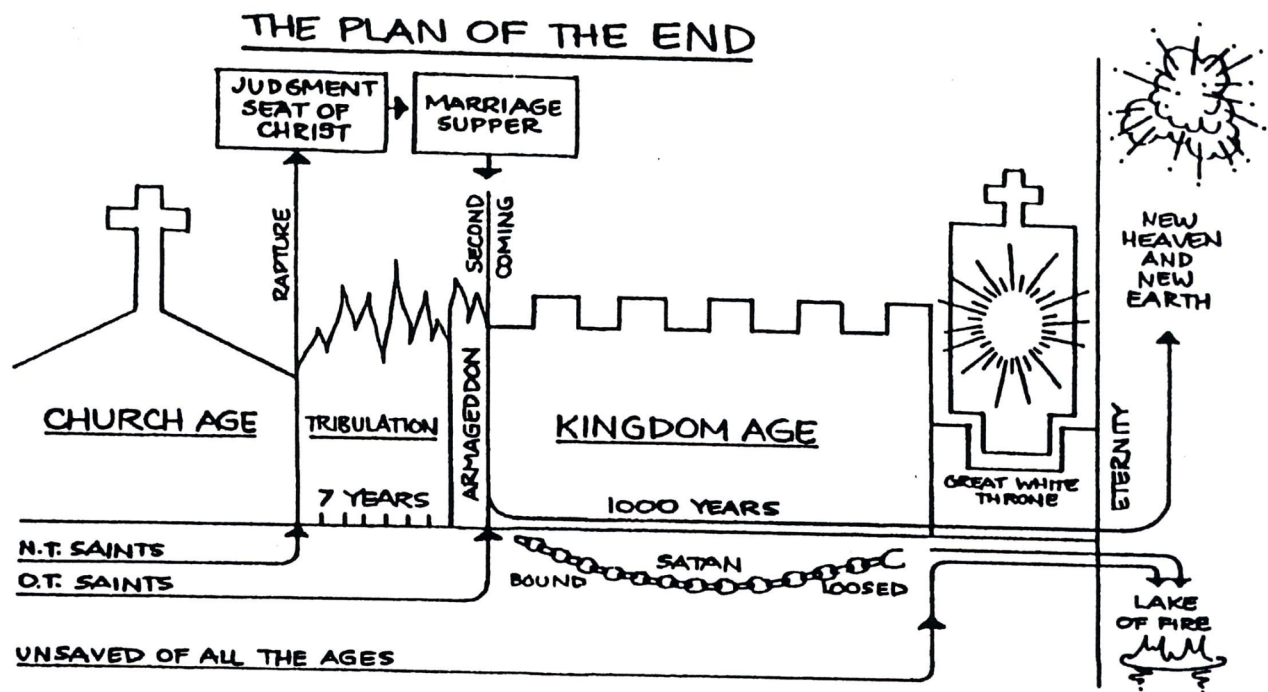 THE PLAN OF THE END
JUDGMENT
SEAT OF
CHRIST
MARRIAGE
SUPPER
RAPTURE
SECOND
COMING
NEW
HEAVEN
AND
NEW
EARTH
CHURCH AGE
TRIBULATION
ARMAGEDDON
KINGDOM AGE
7 YEARS
1000 YEARS
GREAT WHITE
THRONE
ETERNITY
N.T. SAINTS
O.T. SAINTS
BOUND
SATAN
LOOSED
LAKE
OF FIRE
UNSAVED OF ALL THE AGES